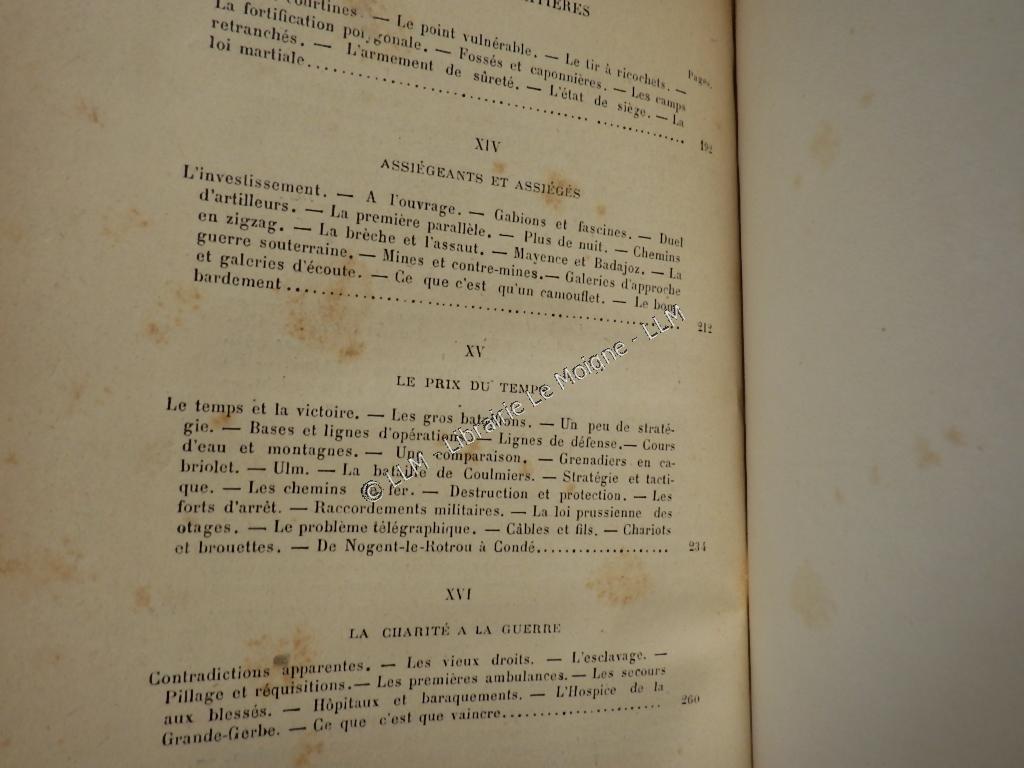 courtines. — Le point vulnérable. — Le tir à ricochets. —
Pages.
La fortification polygonale. — Fossés et caponnières. — Les camps
retranchés. — L'armement de sûreté. — L'état de siège. — La
loi martiale........ 192
XIV
ASSIÉGEANTS ET ASSIÉGÉS
L'investissement. — A l'ouvrage. — Gabions et fascines. — Duel
d'artilleurs. — La première parallèle. — Plus de nuit. — Chemins
en zigzag. — La brèche et l'assaut. — Mayence et Badajoz. — La
guerre souterraine. — Mines et contre-mines. — Galeries d'approche
et galeries d'écoute. — Ce que c'est qu'un camouflet. — Le bom-
bardement........ 212
XV
LE PRIX DU TEMPS
Le temps et la victoire. — Les gros bataillons. — Un peu de straté-
gie. — Bases et lignes d'opérations. — Lignes de défense. — Cours
d'eau et montagnes. — Une comparaison. — Grenadiers en ca-
briolet. — Ulm. — La bataille de Coulmiers. — Stratégie et tacti-
que. — Les chemins de fer. — Destruction et protection. — Les
forts d'arrêt. — Raccordements militaires. — La loi prussienne des
otages. — Le problème télégraphique. — Câbles et fils. — Chariots
et brouettes. — De Nogent-le-Rotrou à Condé........ 234
XVI
LA CHARITÉ A LA GUERRE
Contradictions apparentes. — Les vieux droits. — L'esclavage. —
Pillage et réquisitions. — Les premières ambulances. — Les secours
aux blessés. — Hôpitaux et baraquements. — L'Hospice de la
Grande-Gerbe. — Ce que c'est que vaincre........ 260
© LLM - Librairie Le Moigne - LLM